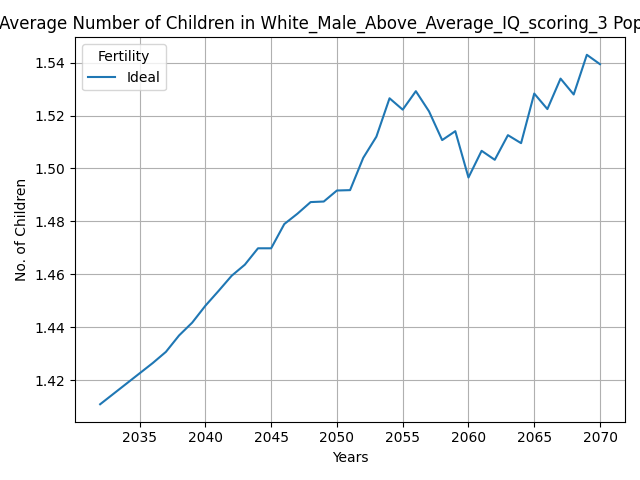 Average Number of Children in White_Male_Above_Average_IQ_scoring_3 Pop
Fertility
Ideal
No. of Children
1.54
1.52
1.50
1.48
1.46
1.44
1.42
2035 2040 2045 2050 2055 2060 2065 2070
Years